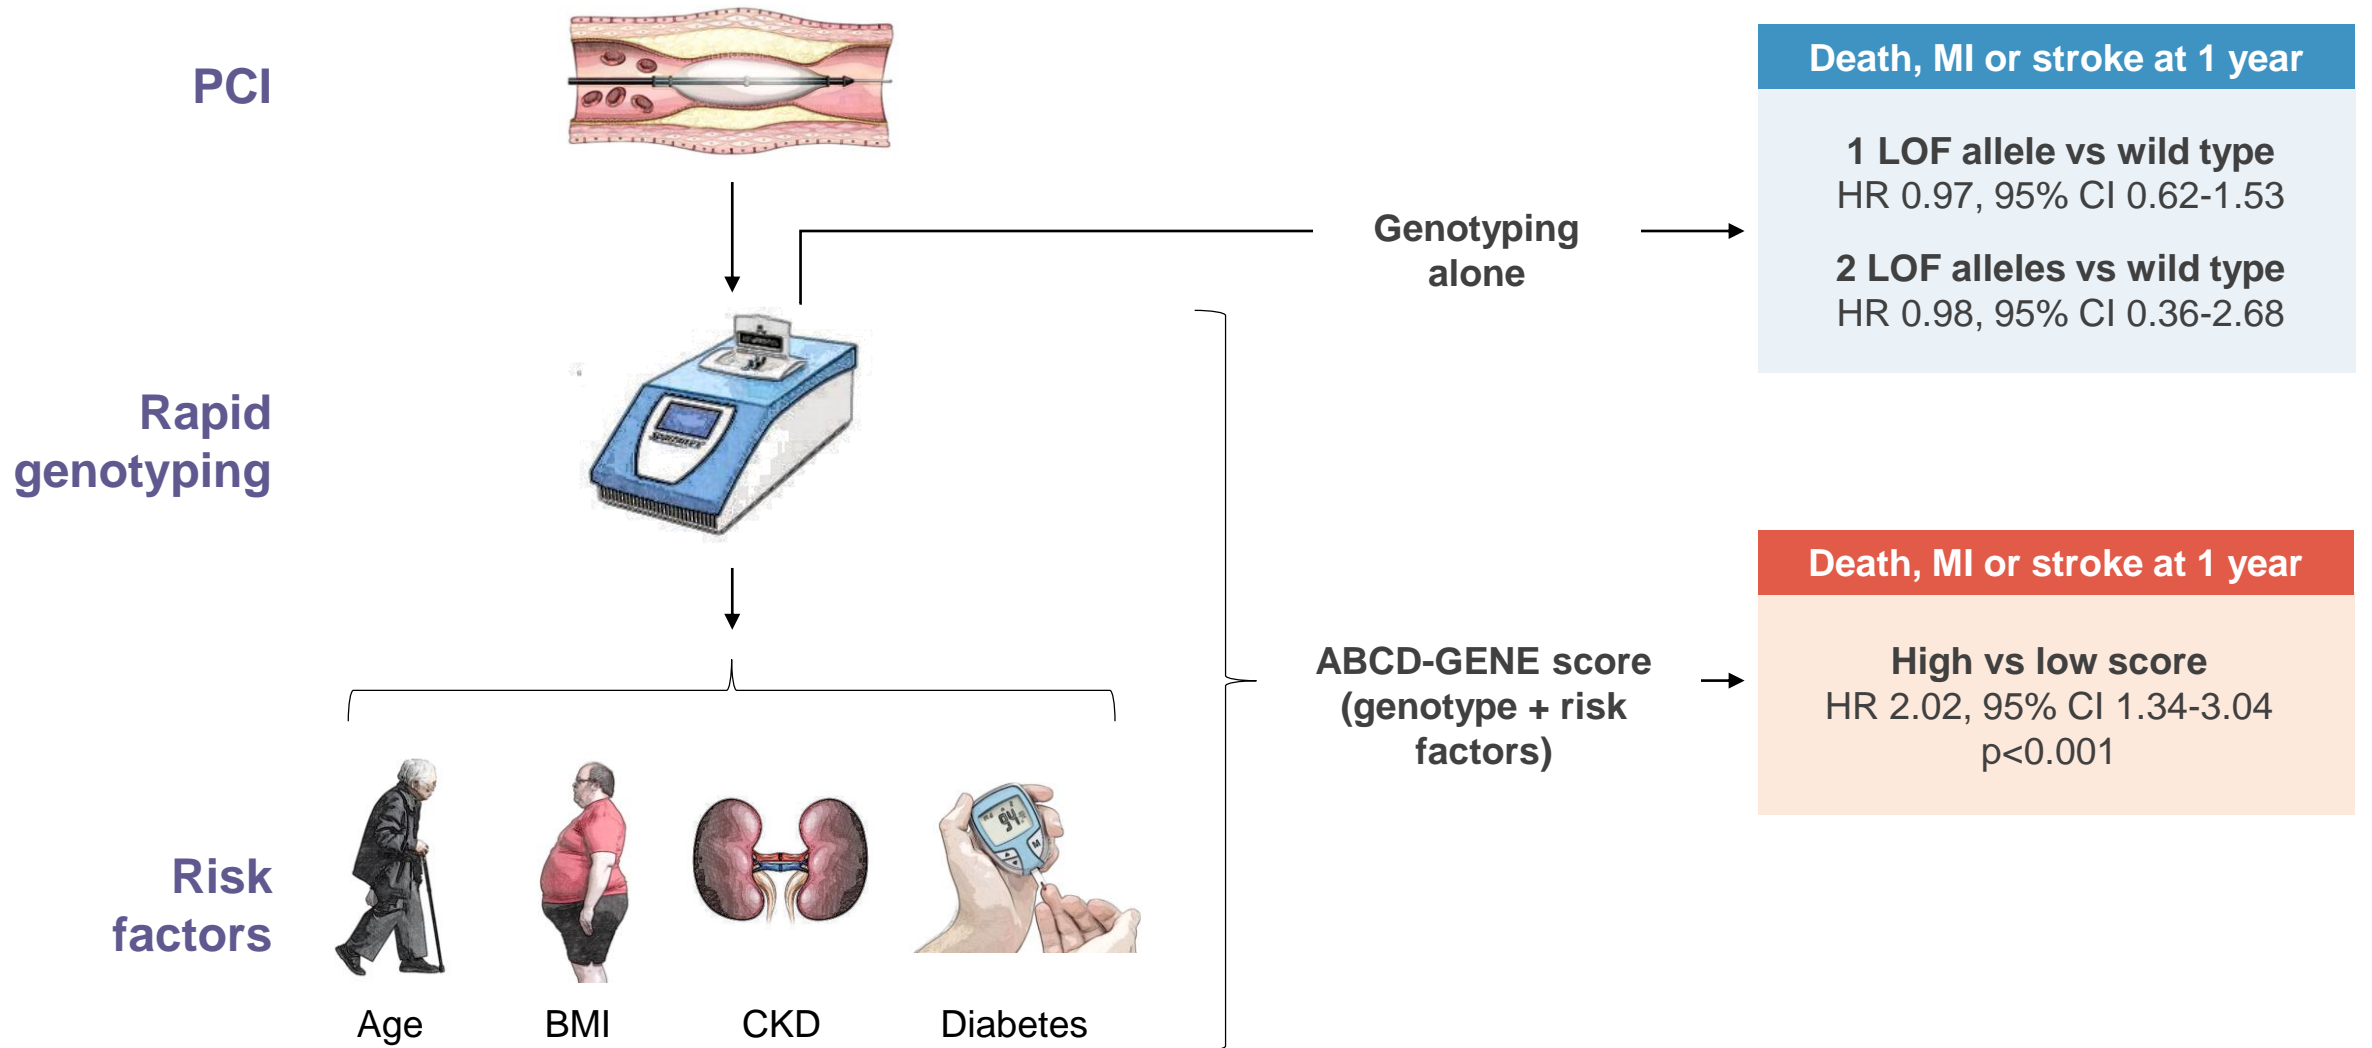 PCI
Death, MI or stroke at 1 year
1 LOF allele vs wild type
HR 0.97, 95% CI 0.62-1.53
2 LOF alleles vs wild type
HR 0.98, 95% CI 0.36-2.68
Genotyping
alone
Rapid
genotyping
Death, MI or stroke at 1 year
High vs low score
HR 2.02, 95% CI 1.34-3.04
p<0.001
ABCD-GENE score
(genotype + risk
factors)
Risk
factors
94
M
Age
BMI
CKD
Diabetes